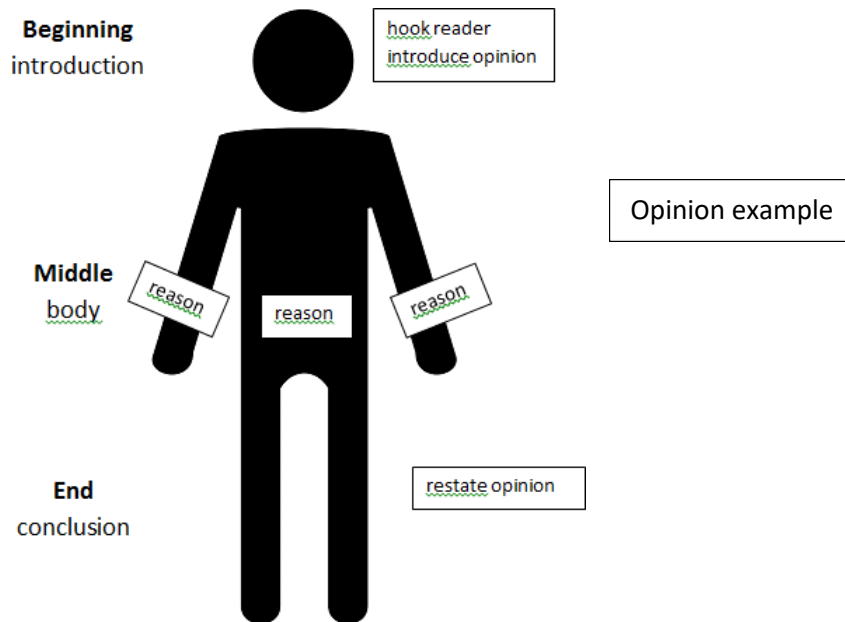 Beginning
introduction
hook reader
introduce opinion
Opinion example
Middle
body
reason
reason
reason
End
conclusion
restate opinion